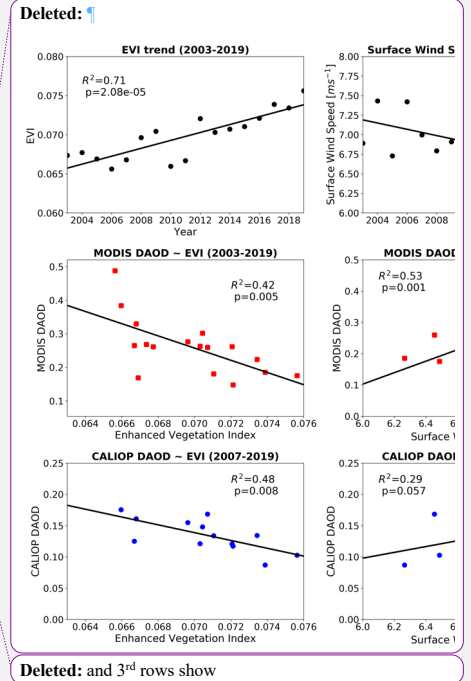 Deleted: ¶
EVI trend (2003-2019)
R²=0.71
p=2.08e-05
EVI
0.080
0.075
0.070
0.065
0.060
2004 2006 2008 2010 2012 2014 2016 2018
Year
Surface Wind S
Surface Wind Speed [ms⁻¹]
8.00
7.75
7.50
7.25
7.00
6.75
6.50
6.25
6.00
2004 2006 2008
MODIS DAOD ~ EVI (2003-2019)
R²=0.42
p=0.005
MODIS DAOD
0.5
0.4
0.3
0.2
0.1
0.064 0.066 0.068 0.070 0.072 0.074 0.076
Enhanced Vegetation Index
MODIS DAOD
R²=0.53
p=0.001
MODIS DAOD
0.5
0.4
0.3
0.2
0.1
0.0
6.0 6.2 6.4 6
Surface
CALIOP DAOD ~ EVI (2007-2019)
R²=0.48
p=0.008
CALIOP DAOD
0.25
0.20
0.15
0.10
0.05
0.00
0.064 0.066 0.068 0.070 0.072 0.074 0.076
Enhanced Vegetation Index
CALIOP DAO
R²=0.29
p=0.057
CALIOP DAOD
0.25
0.20
0.15
0.10
0.05
0.00
6.0 6.2 6.4 6
Surface
Deleted: and 3rd rows show